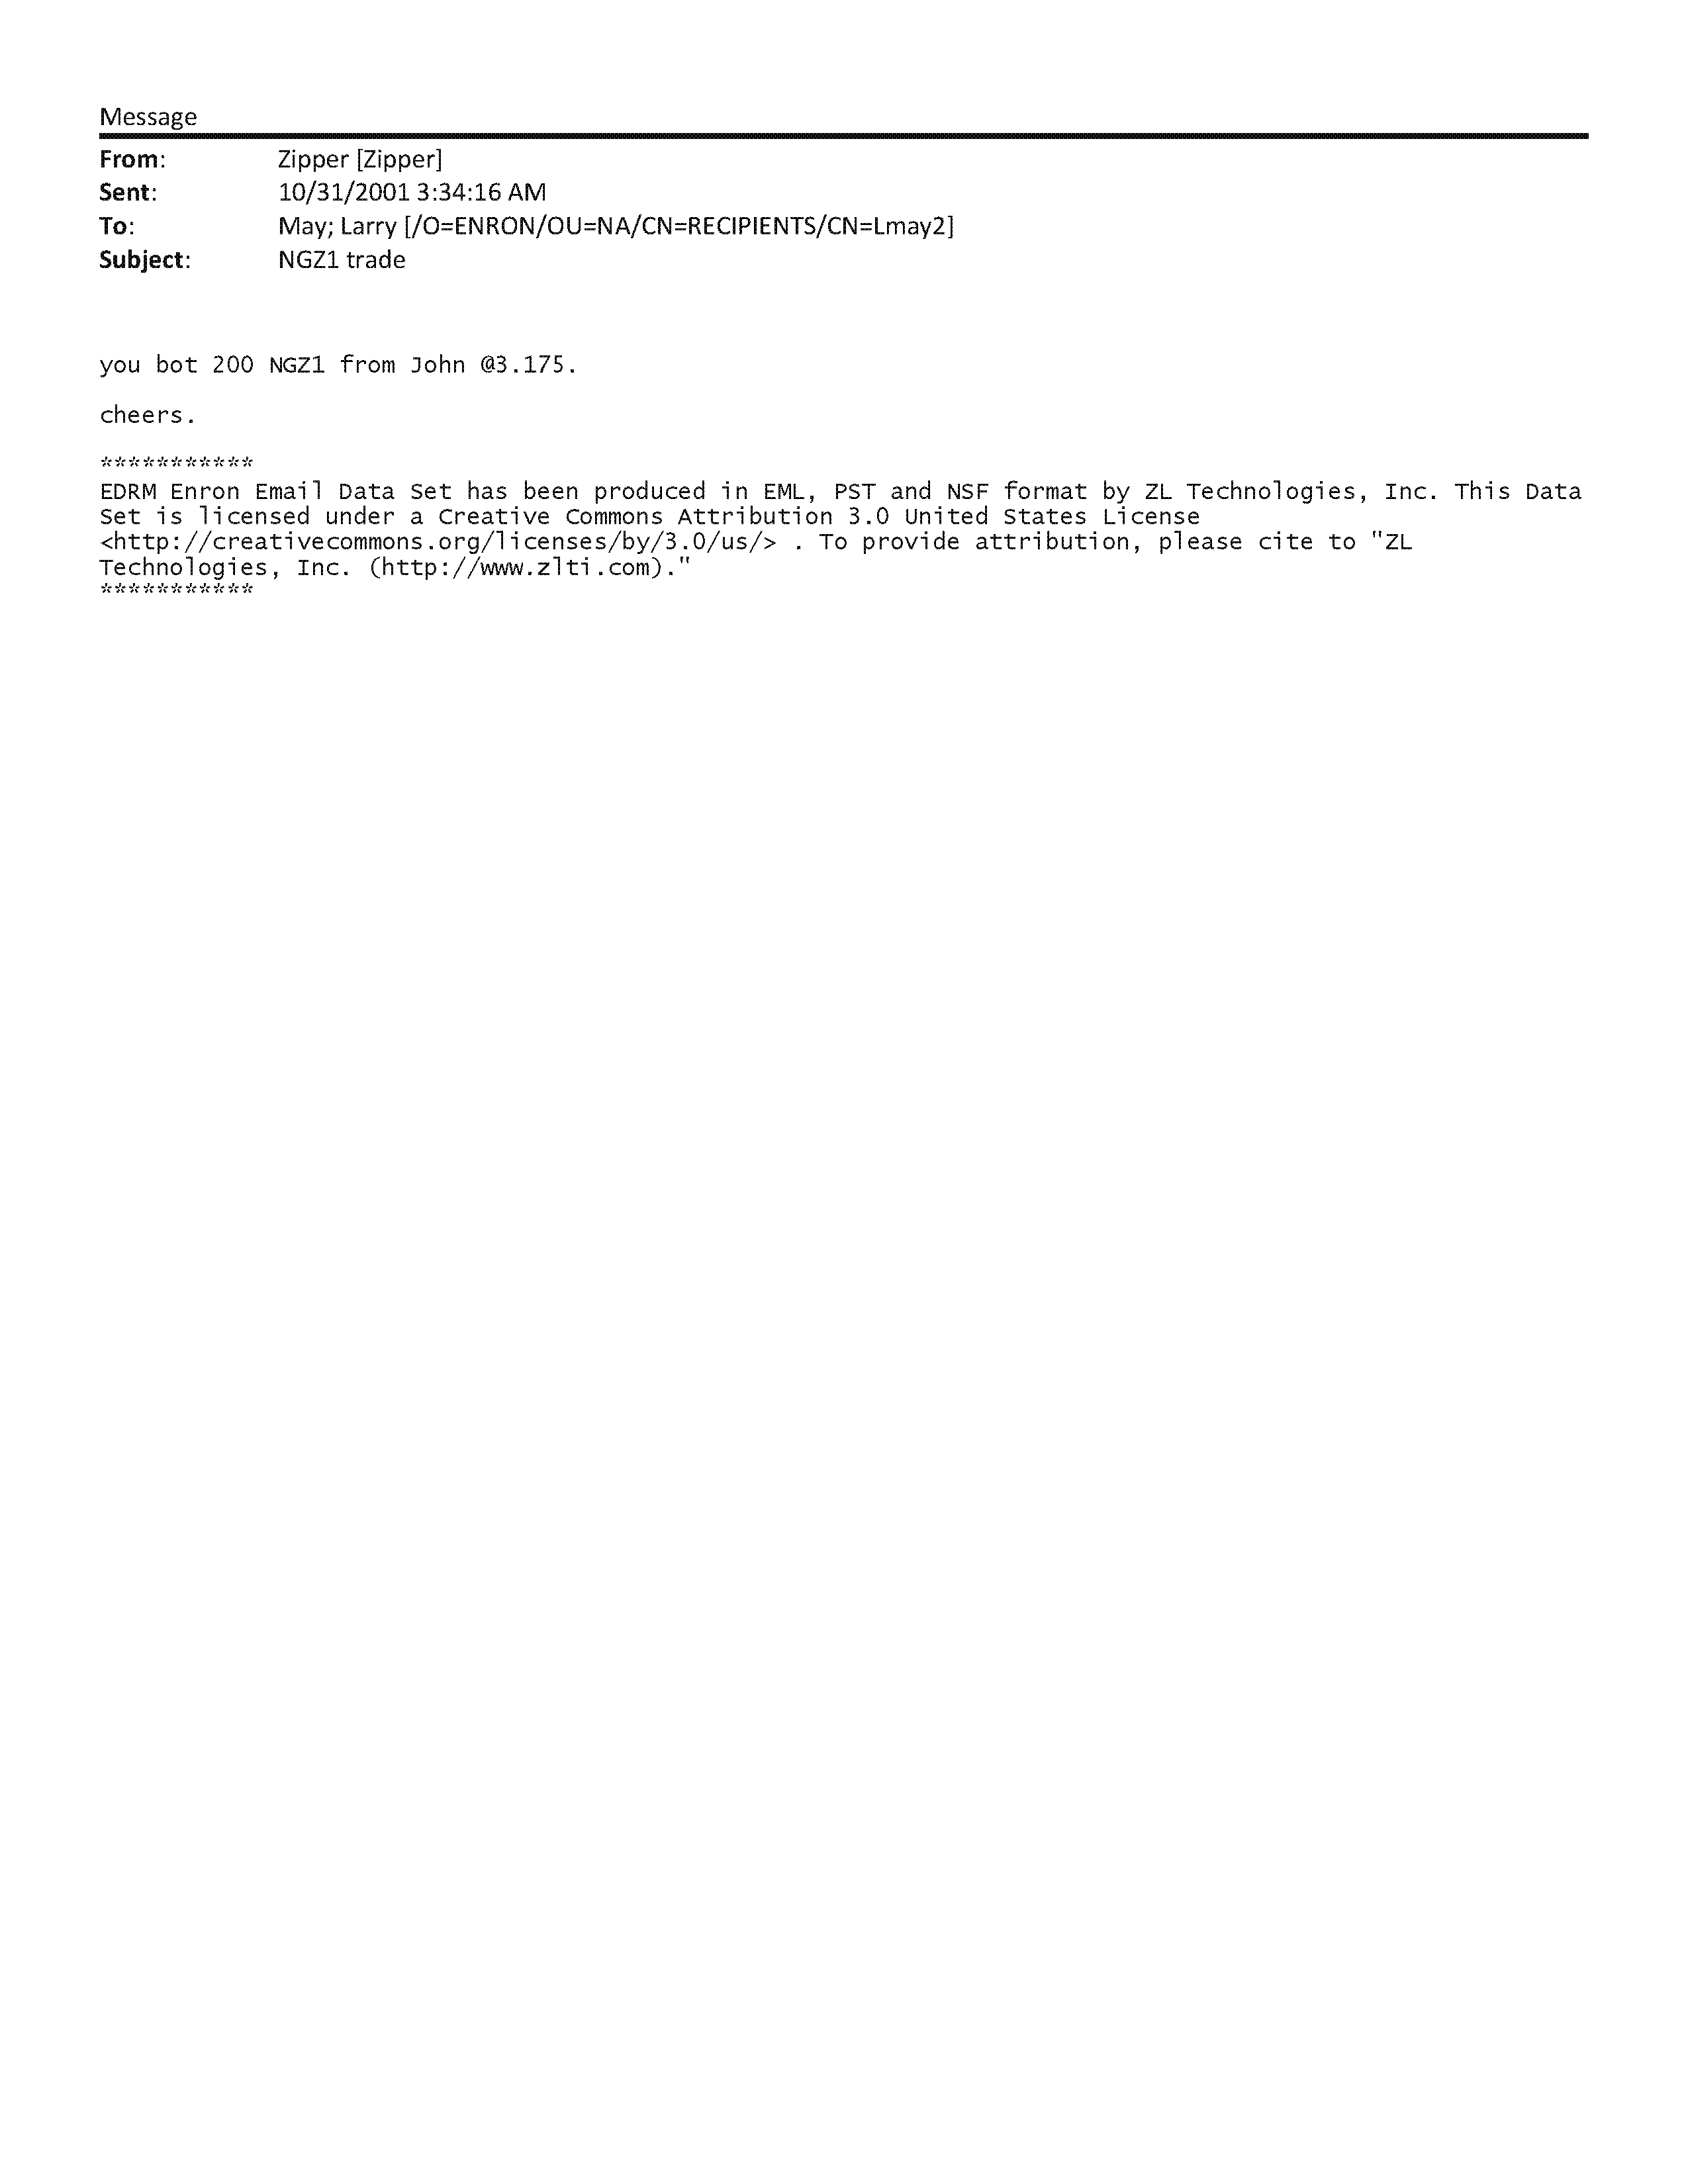 Message
From: Zipper [Zipper]
Sent: 10/31/2001 3:34:16 AM
To: May; Larry [/O=ENRON/OU=NA/CN=RECIPIENTS/CN=Lmay2]
Subject: NGZ1 trade
you bot 200 NGZ1 from John @3.175.
cheers.
***********
EDRM Enron Email Data Set has been produced in EML, PST and NSF format by ZL Technologies, Inc. This Data
Set is licensed under a Creative Commons Attribution 3.0 United States License
<http://creativecommons.org/licenses/by/3.0/us/> . To provide attribution, please cite to "ZL
Technologies, Inc. (http://www.zlti.com)."
***********